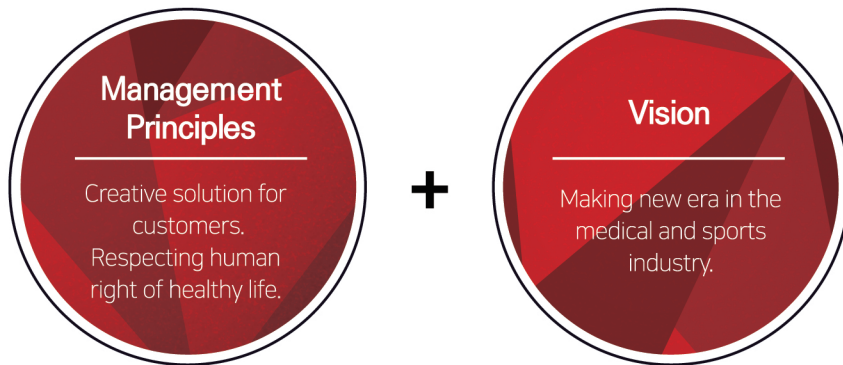 Management
Principles
Creative solution for
customers.
Respecting human
right of healthy life.
+
Vision
Making new era in the
medical and sports
industry.